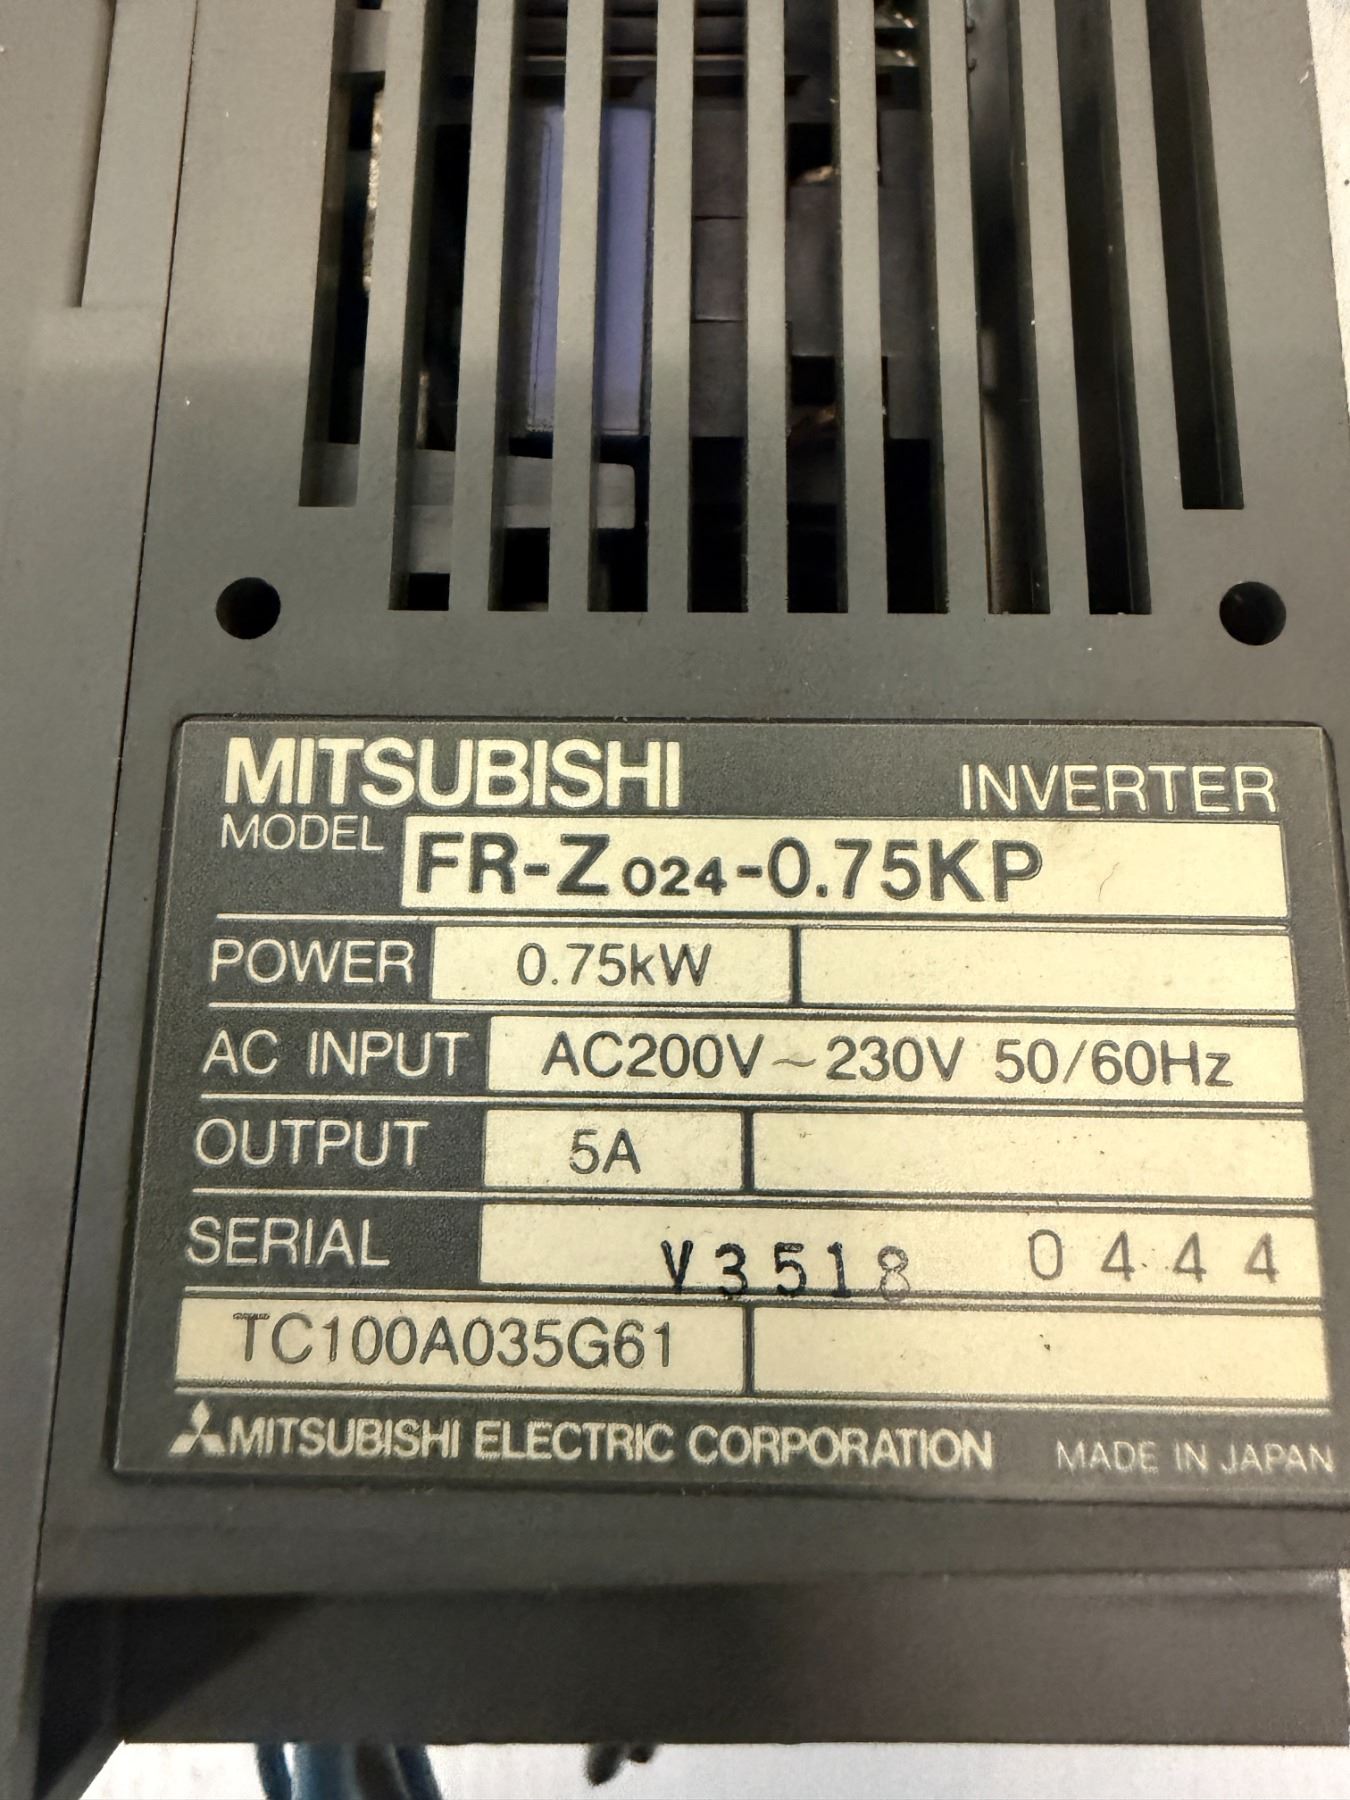 MITSUBISHI INVERTER
MODEL FR-Z024-0.75KP
POWER 0.75kW
AC INPUT AC200V~230V 50/60Hz
OUTPUT 5A
SERIAL V3518 0444
TC100A035G61
MITSUBISHI ELECTRIC CORPORATION MADE IN JAPAN